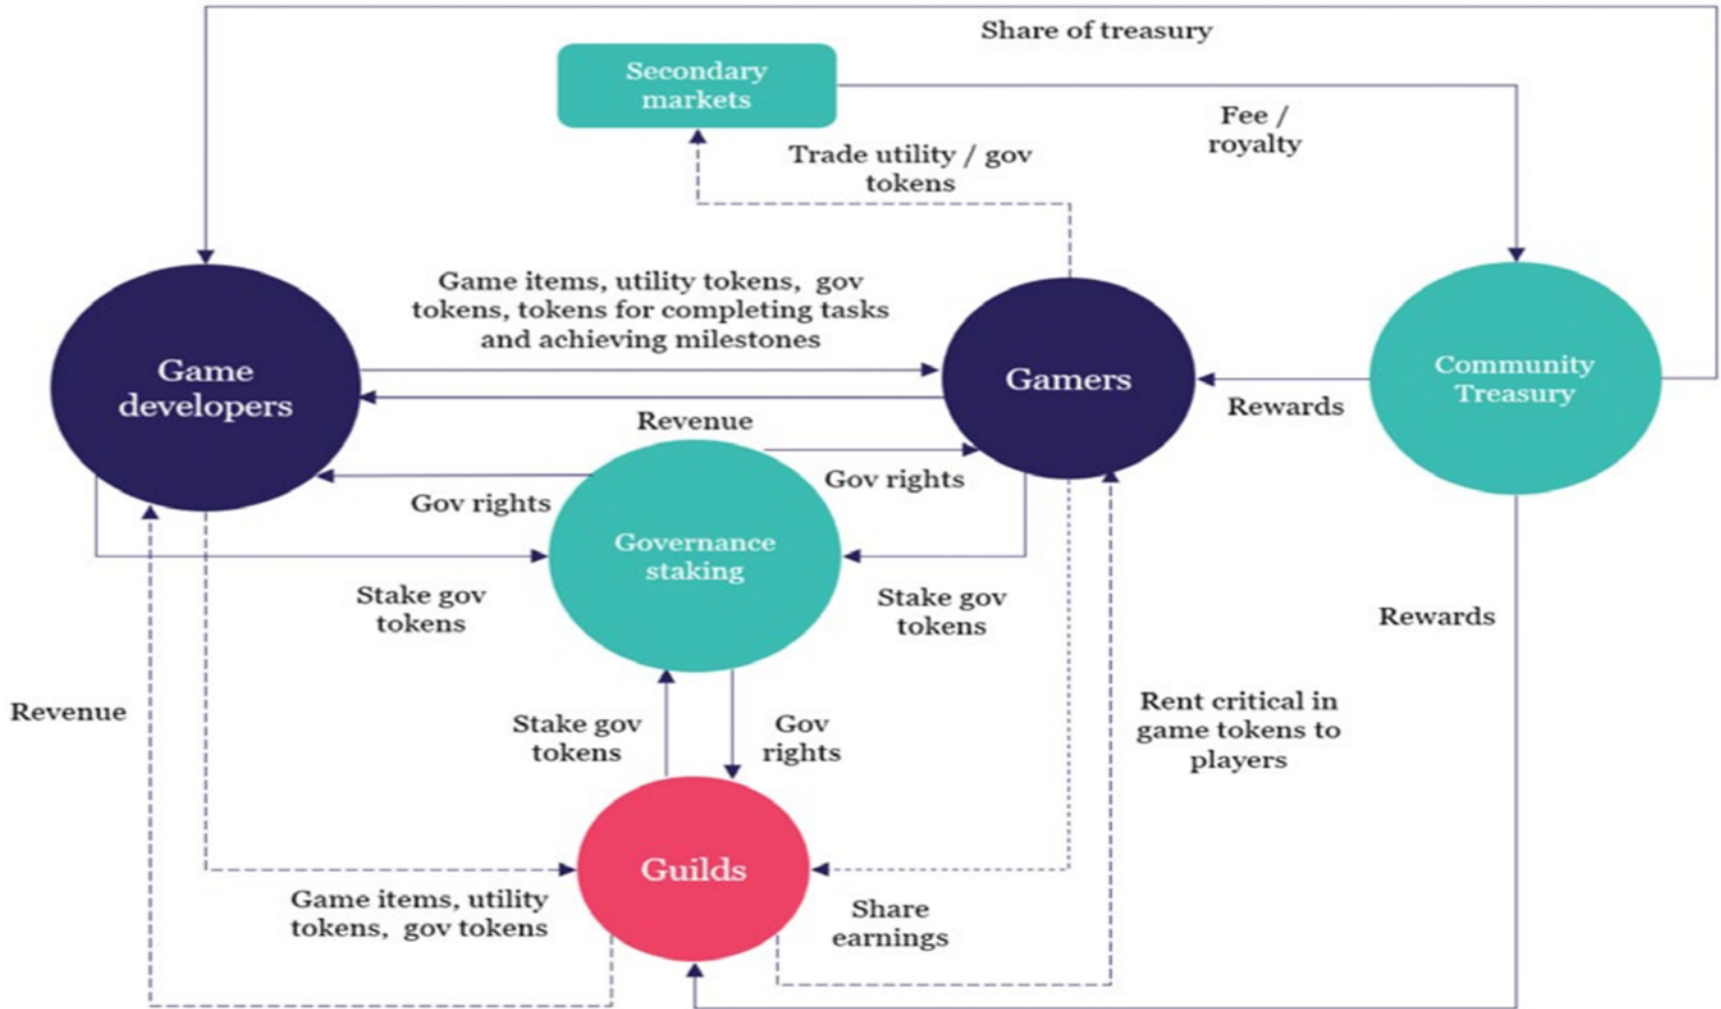 Share of treasury
Secondary
markets
Fee /
royalty
Trade utility / gov
tokens
Game items, utility tokens, gov
tokens, tokens for completing tasks
and achieving milestones
Game
developers
Gamers
Community
Treasury
Rewards
Revenue
Gov rights
Gov rights
Governance
staking
Stake gov
tokens
Stake gov
tokens
Rewards
Revenue
Stake gov
tokens
Gov
rights
Rent critical in
game tokens to
players
Guilds
Game items, utility
tokens, gov tokens
Share
earnings